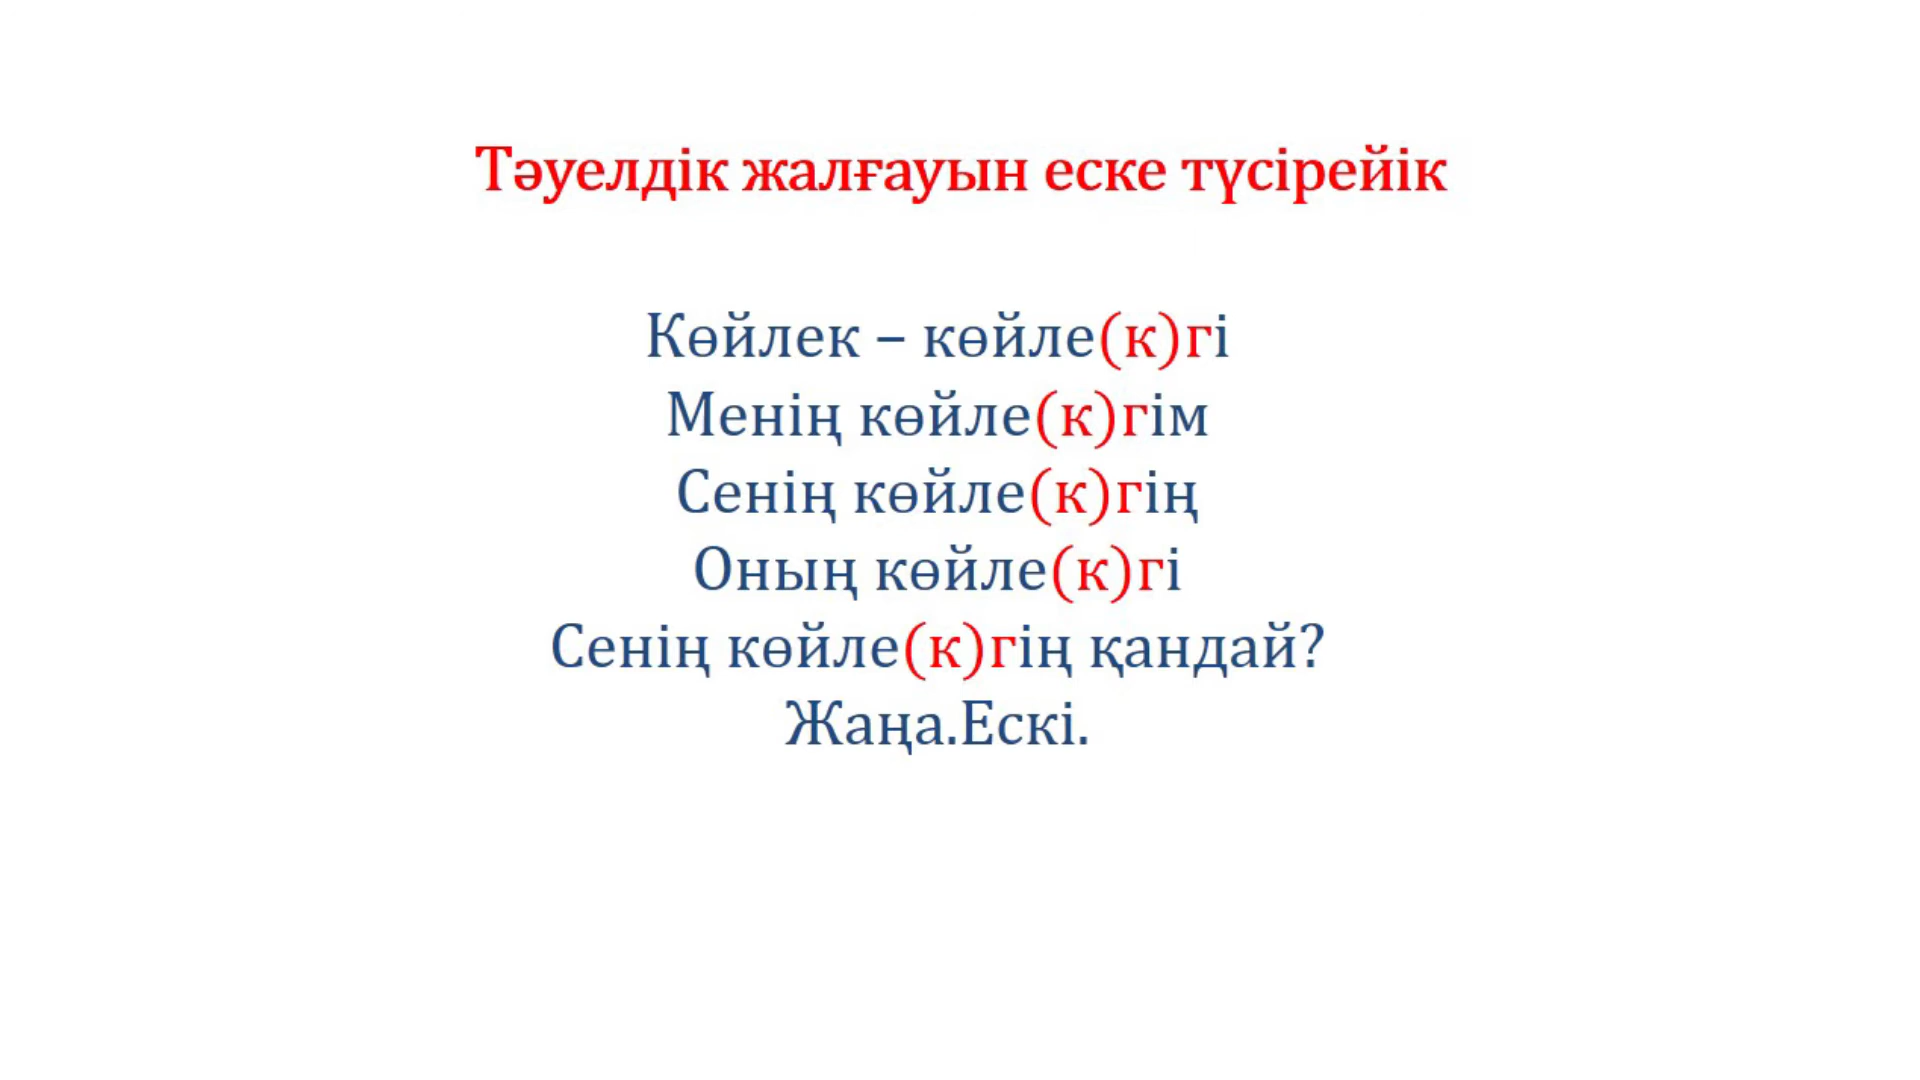 Тәуелдік жалғауын еске түсірейік
Көйлек – көйле(к)гі
Менің көйле(к)гім
Сенің көйле(к)гің
Оның көйле(к)гі
Сенің көйле(к)гің қандай?
Жаңа.Ескі.